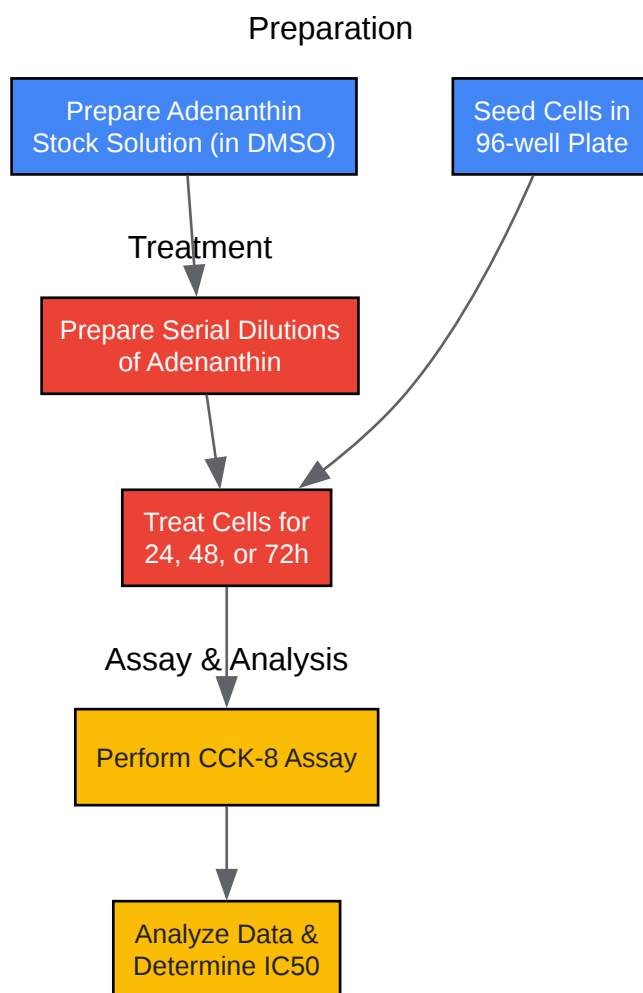 Preparation
Prepare Adenanthin
Stock Solution (in DMSO)
Seed Cells in
96-well Plate
Treatment
Prepare Serial Dilutions
of Adenanthin
Treat Cells for
24, 48, or 72h
Assay & Analysis
Perform CCK-8 Assay
Analyze Data &
Determine IC50